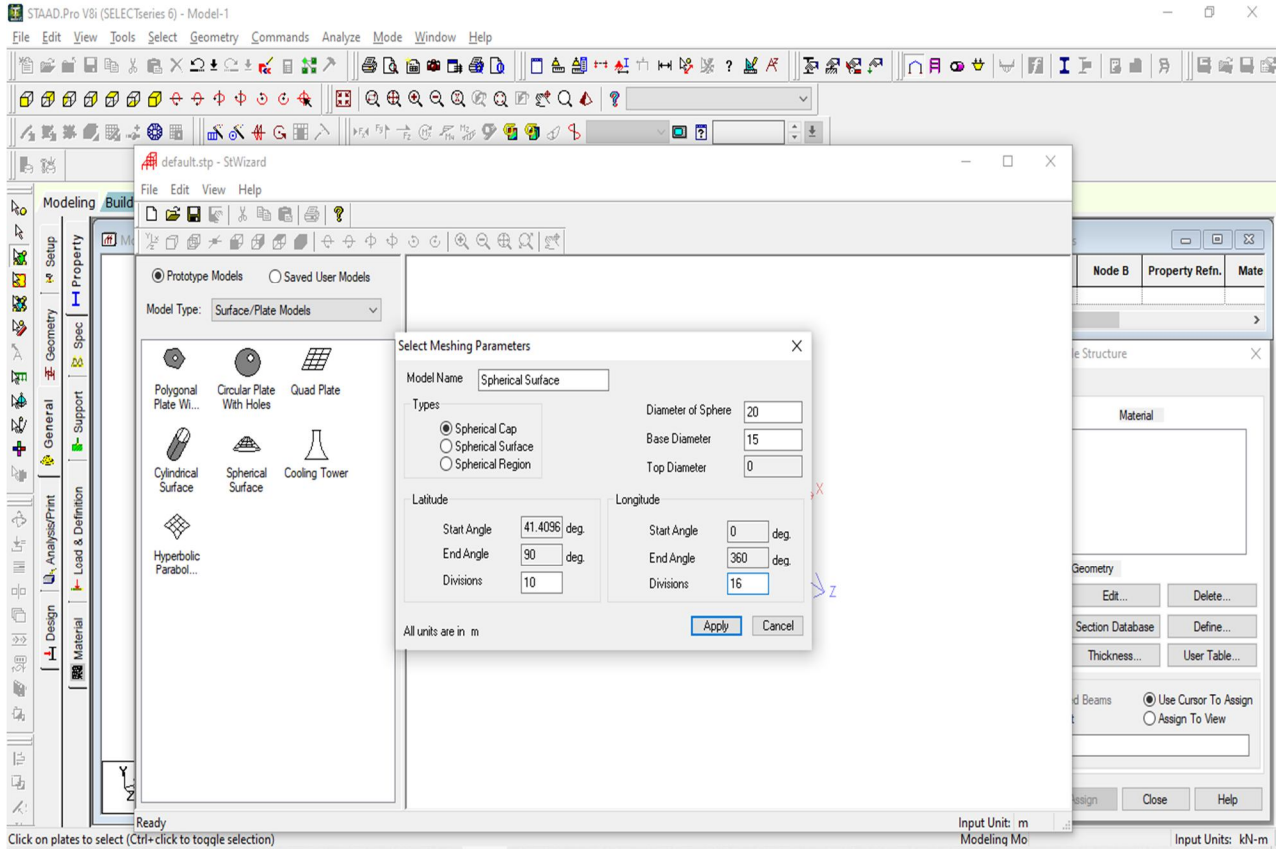 STAAD.Pro V8i (SELECTseries 6) - Model-1
File Edit View Tools Select Geometry Commands Analyze Mode Window Help
default.stp - StWizard
File Edit View Help
Modeling Build
Setup
Geometry
General
Analysis/Print
Design
Property
Spec
Support
Load & Definition
Material
Prototype Models Saved User Models
Model Type: Surface/Plate Models
Polygonal Plate Wi...
Circular Plate With Holes
Quad Plate
Cylindrical Surface
Spherical Surface
Cooling Tower
Hyperbolic Parabol...
Select Meshing Parameters
Model Name Spherical Surface
Types
Spherical Cap
Spherical Surface
Spherical Region
Diameter of Sphere 20
Base Diameter 15
Top Diameter 0
Latitude
Start Angle 41.4096 deg.
End Angle 90 deg.
Divisions 10
Longitude
Start Angle 0 deg.
End Angle 360 deg.
Divisions 16
All units are in m
Apply Cancel
X
Z
Node B Property Refn. Mate
le Structure
Material
Geometry
Edit... Delete...
Section Database Define...
Thickness... User Table...
d Beams Use Cursor To Assign
t Assign To View
Assign Close Help
Y
Z
Ready Input Unit: m
Click on plates to select (Ctrl+click to toggle selection) Modeling Mo Input Units: kN-m